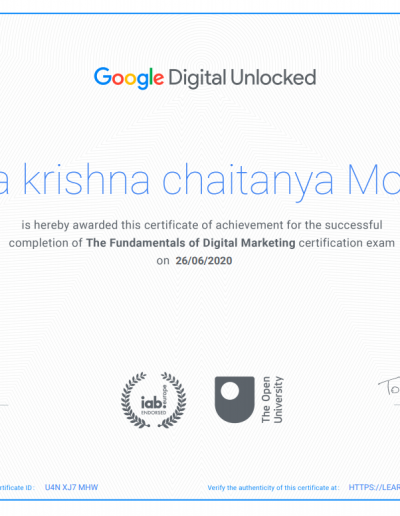 Google Digital Unlocked
a krishna chaitanya Mo
is hereby awarded this certificate of achievement for the successful
completion of The Fundamentals of Digital Marketing certification exam
on 26/06/2020
iab. europe
ENDORSED
The Open
University
To
rtificate ID : U4N XJ7 MHW
Verify the authenticity of this certificate at: HTTPS://LEAR